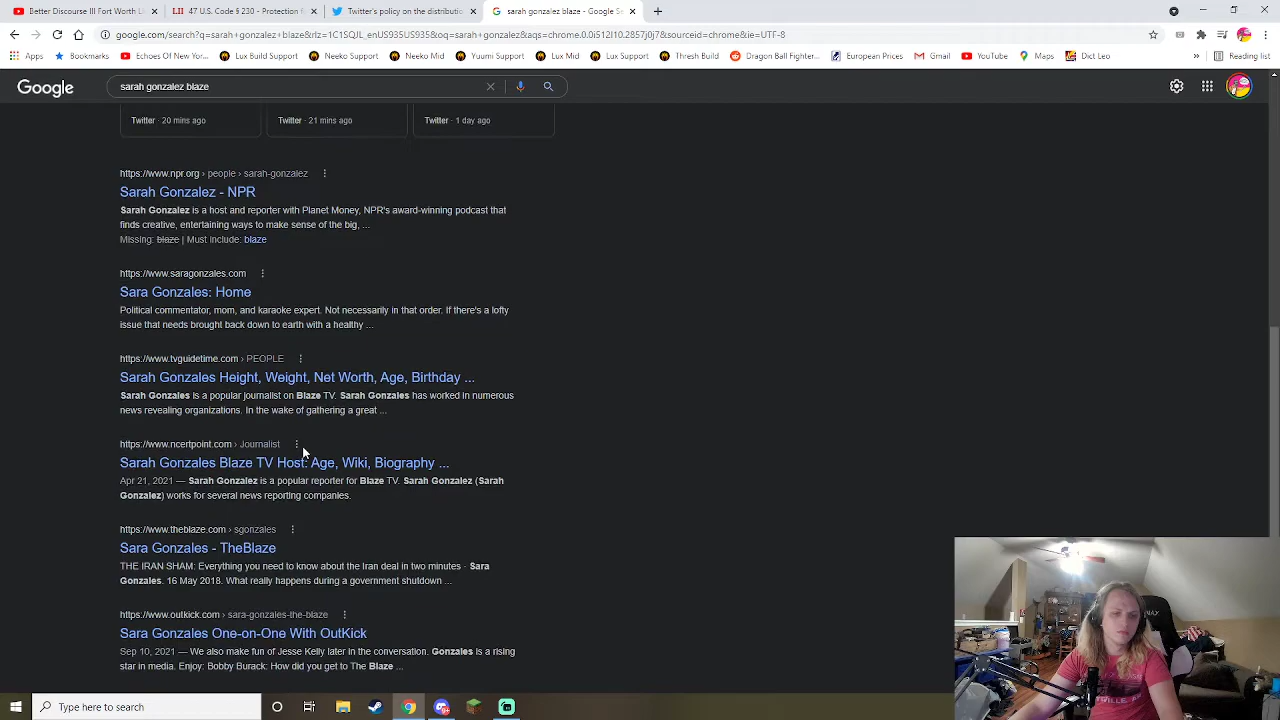 Better Discourse III Fort Worth Li
47 U.S. Code § 230 - Protection f
Twitter's policy on the distributio
sarah gonzalez blaze - Google Se
google.com/search?q=sarah+gonzalez+blaze&rlz=1C1SQJL_enUS935US935&oq=sarah+gonzalez+&aqs=chrome.0.0i512l10.2857j0j7&sourceid=chrome&ie=UTF-8
Apps
Bookmarks
Echoes Of Nowhere
Lux Build Support
Neeko Support
Neeko Mid
Yuumi Support
Lux Mid
Lux Support
Thresh Build
Dragon Ball Fighter...
European Prices
Gmail
YouTube
Maps
Dict Leo
»
Reading list
Google
sarah gonzalez blaze
Twitter · 20 mins ago
Twitter · 21 mins ago
Twitter · 1 day ago
https://www.npr.org › people › sarah-gonzalez
Sarah Gonzalez - NPR
Sarah Gonzalez is a host and reporter with Planet Money, NPR's award-winning podcast that
finds creative, entertaining ways to make sense of the big, ...
Missing: blaze | Must include: blaze
https://www.saragonzales.com
Sara Gonzales: Home
Political commentator, mom, and karaoke expert. Not necessarily in that order. If there's a lofty
issue that needs brought back down to earth with a healthy ...
https://www.tvguidetime.com › PEOPLE
Sarah Gonzales Height, Weight, Net Worth, Age, Birthday ...
Sarah Gonzales is a popular journalist on Blaze TV. Sarah Gonzales has worked in numerous
news revealing organizations. In the wake of gathering a great ...
https://www.ncertpoint.com › Journalist
Sarah Gonzales Blaze TV Host: Age, Wiki, Biography ...
Apr 21, 2021 — Sarah Gonzalez is a popular reporter for Blaze TV. Sarah Gonzalez (Sarah
Gonzalez) works for several news reporting companies.
https://www.theblaze.com › sgonzales
Sara Gonzales - TheBlaze
THE IRAN SHAM: Everything you need to know about the Iran deal in two minutes · Sara
Gonzales. 16 May 2018. What really happens during a government shutdown ...
https://www.outkick.com › sara-gonzales-the-blaze
Sara Gonzales One-on-One With OutKick
Sep 10, 2021 — We also make fun of Jesse Kelly later in the conversation. Gonzales is a rising
star in media. Enjoy: Bobby Burack: How did you get to The Blaze ...
Type here to search